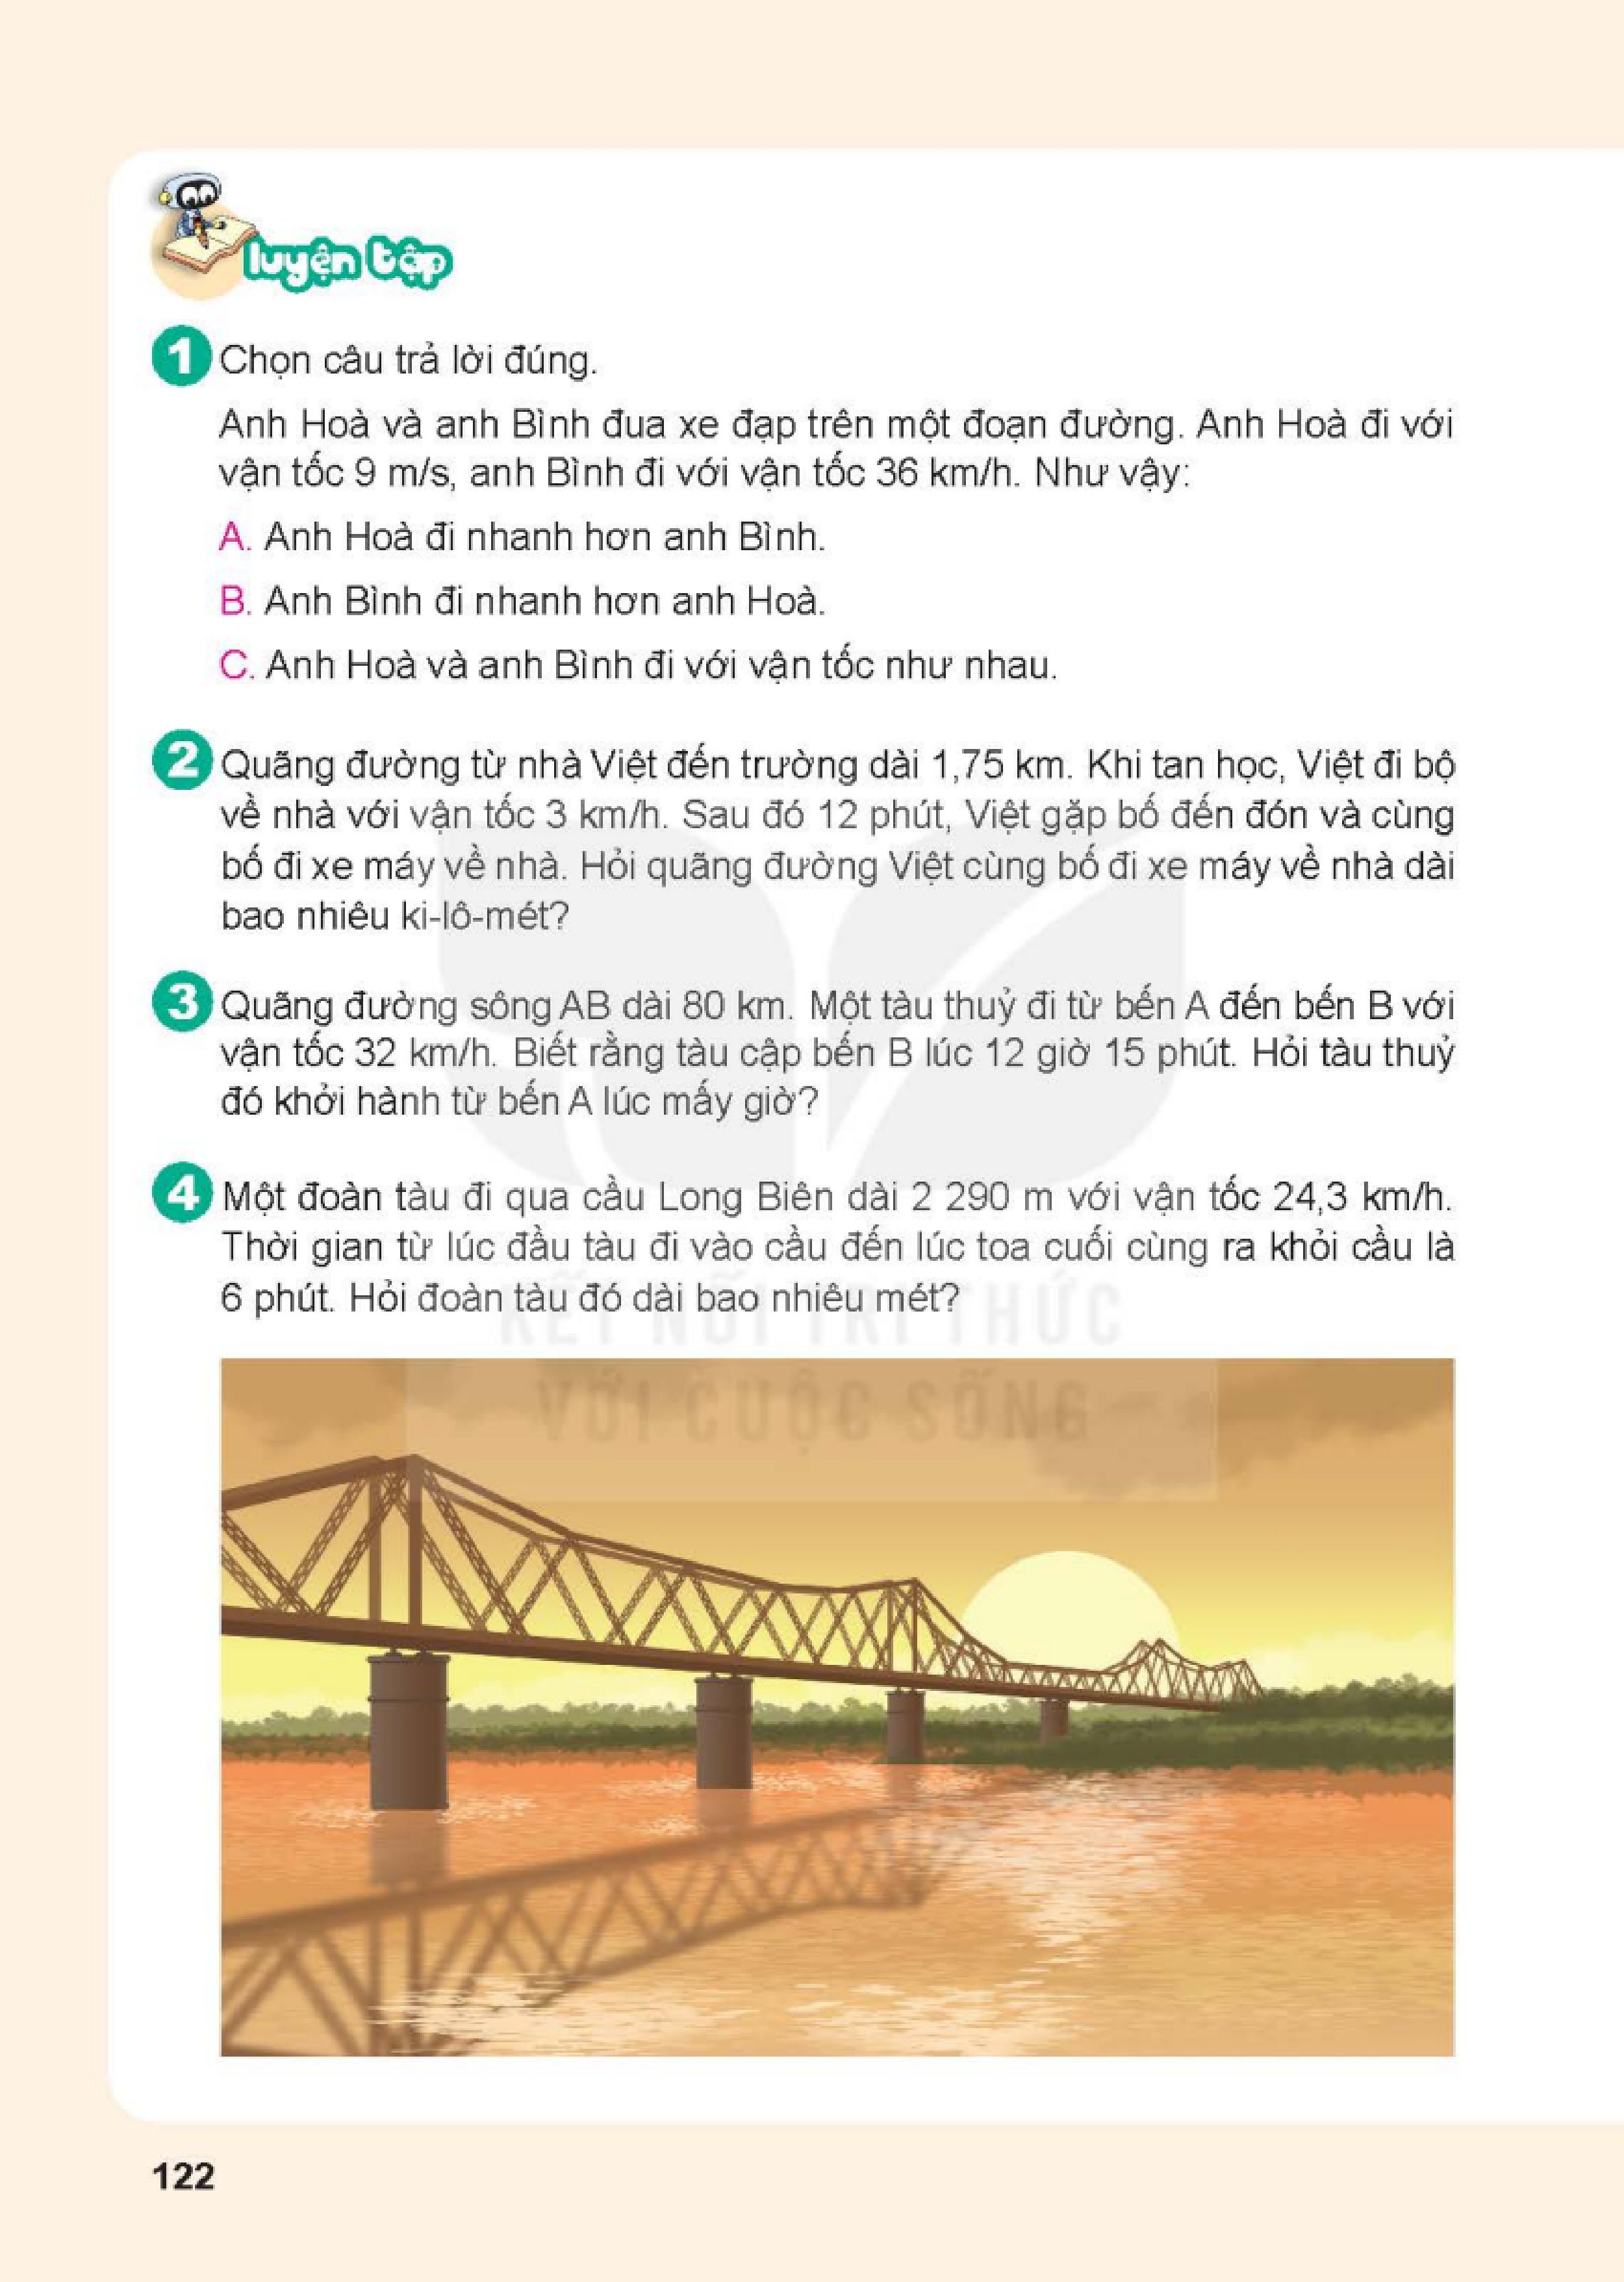 luyện tập
1 Chọn câu trả lời đúng.
Anh Hoà và anh Bình đua xe đạp trên một đoạn đường. Anh Hoà đi với
vận tốc 9 m/s, anh Bình đi với vận tốc 36 km/h. Như vậy:
A. Anh Hoà đi nhanh hơn anh Bình.
B. Anh Bình đi nhanh hơn anh Hoà.
C. Anh Hoà và anh Bình đi với vận tốc như nhau.
2 Quãng đường từ nhà Việt đến trường dài 1,75 km. Khi tan học, Việt đi bộ
về nhà với vận tốc 3 km/h. Sau đó 12 phút, Việt gặp bố đến đón và cùng
bố đi xe máy về nhà. Hỏi quãng đường Việt cùng bố đi xe máy về nhà dài
bao nhiêu ki-lô-mét?
3 Quãng đường sông AB dài 80 km. Một tàu thuỷ đi từ bến A đến bến B với
vận tốc 32 km/h. Biết rằng tàu cập bến B lúc 12 giờ 15 phút. Hỏi tàu thuỷ
đó khởi hành từ bến A lúc mấy giờ?
4 Một đoàn tàu đi qua cầu Long Biên dài 2 290 m với vận tốc 24,3 km/h.
Thời gian từ lúc đầu tàu đi vào cầu đến lúc toa cuối cùng ra khỏi cầu là
6 phút. Hỏi đoàn tàu đó dài bao nhiêu mét?
KẾT NỐI TRI THỨC
VỚI CUỘC SỐNG
122